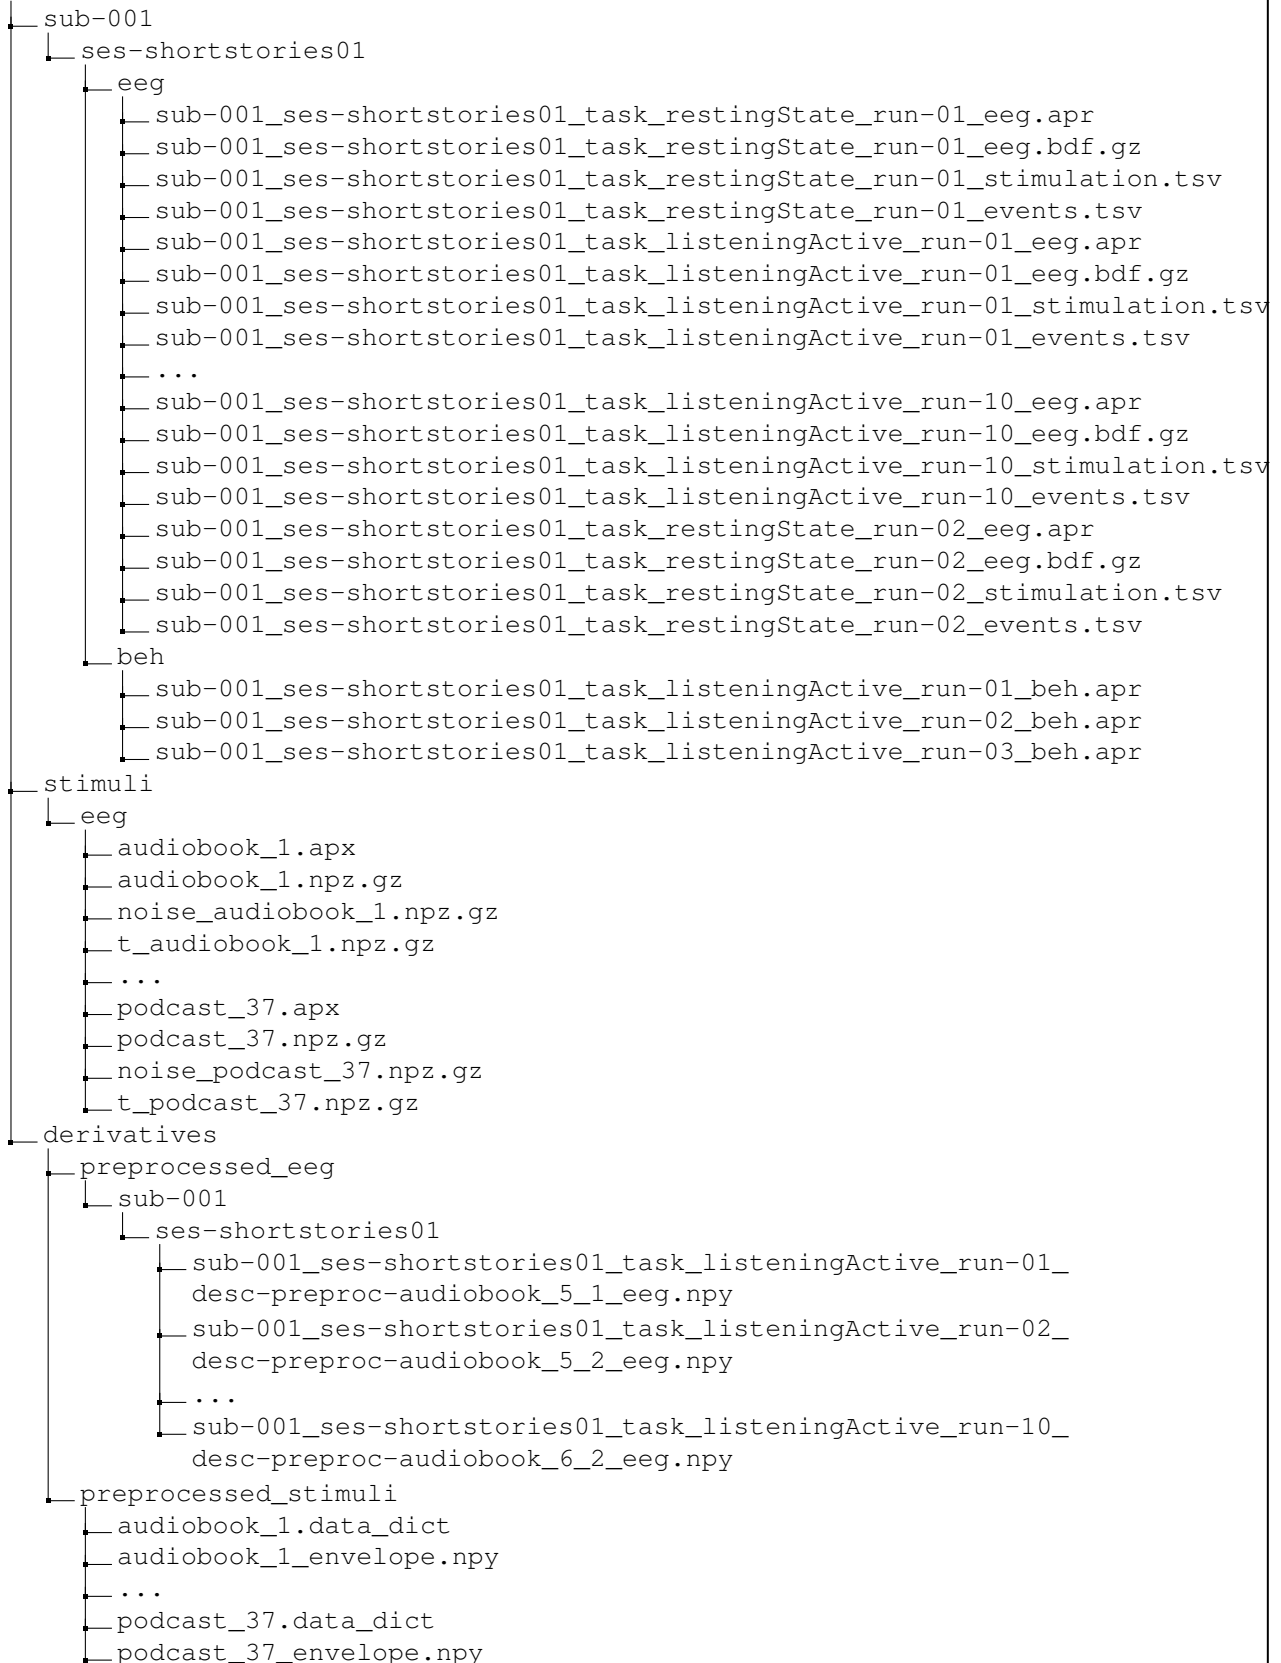 sub-001
ses-shortstories01
eeg
sub-001_ses-shortstories01_task_restingState_run-01_eeg.apr
sub-001_ses-shortstories01_task_restingState_run-01_eeg.bdf.gz
sub-001_ses-shortstories01_task_restingState_run-01_stimulation.tsv
sub-001_ses-shortstories01_task_restingState_run-01_events.tsv
sub-001_ses-shortstories01_task_listeningActive_run-01_eeg.apr
sub-001_ses-shortstories01_task_listeningActive_run-01_eeg.bdf.gz
sub-001_ses-shortstories01_task_listeningActive_run-01_stimulation.tsv
sub-001_ses-shortstories01_task_listeningActive_run-01_events.tsv
...
sub-001_ses-shortstories01_task_listeningActive_run-10_eeg.apr
sub-001_ses-shortstories01_task_listeningActive_run-10_eeg.bdf.gz
sub-001_ses-shortstories01_task_listeningActive_run-10_stimulation.tsv
sub-001_ses-shortstories01_task_listeningActive_run-10_events.tsv
sub-001_ses-shortstories01_task_restingState_run-02_eeg.apr
sub-001_ses-shortstories01_task_restingState_run-02_eeg.bdf.gz
sub-001_ses-shortstories01_task_restingState_run-02_stimulation.tsv
sub-001_ses-shortstories01_task_restingState_run-02_events.tsv
beh
sub-001_ses-shortstories01_task_listeningActive_run-01_beh.apr
sub-001_ses-shortstories01_task_listeningActive_run-02_beh.apr
sub-001_ses-shortstories01_task_listeningActive_run-03_beh.apr
stimuli
eeg
audiobook_1.apx
audiobook_1.npz.gz
noise_audiobook_1.npz.gz
t_audiobook_1.npz.gz
...
podcast_37.apx
podcast_37.npz.gz
noise_podcast_37.npz.gz
t_podcast_37.npz.gz
derivatives
preprocessed_eeg
sub-001
ses-shortstories01
sub-001_ses-shortstories01_task_listeningActive_run-01_
desc-preproc-audiobook_5_1_eeg.npy
sub-001_ses-shortstories01_task_listeningActive_run-02_
desc-preproc-audiobook_5_2_eeg.npy
...
sub-001_ses-shortstories01_task_listeningActive_run-10_
desc-preproc-audiobook_6_2_eeg.npy
preprocessed_stimuli
audiobook_1.data_dict
audiobook_1_envelope.npy
...
podcast_37.data_dict
podcast_37_envelope.npy